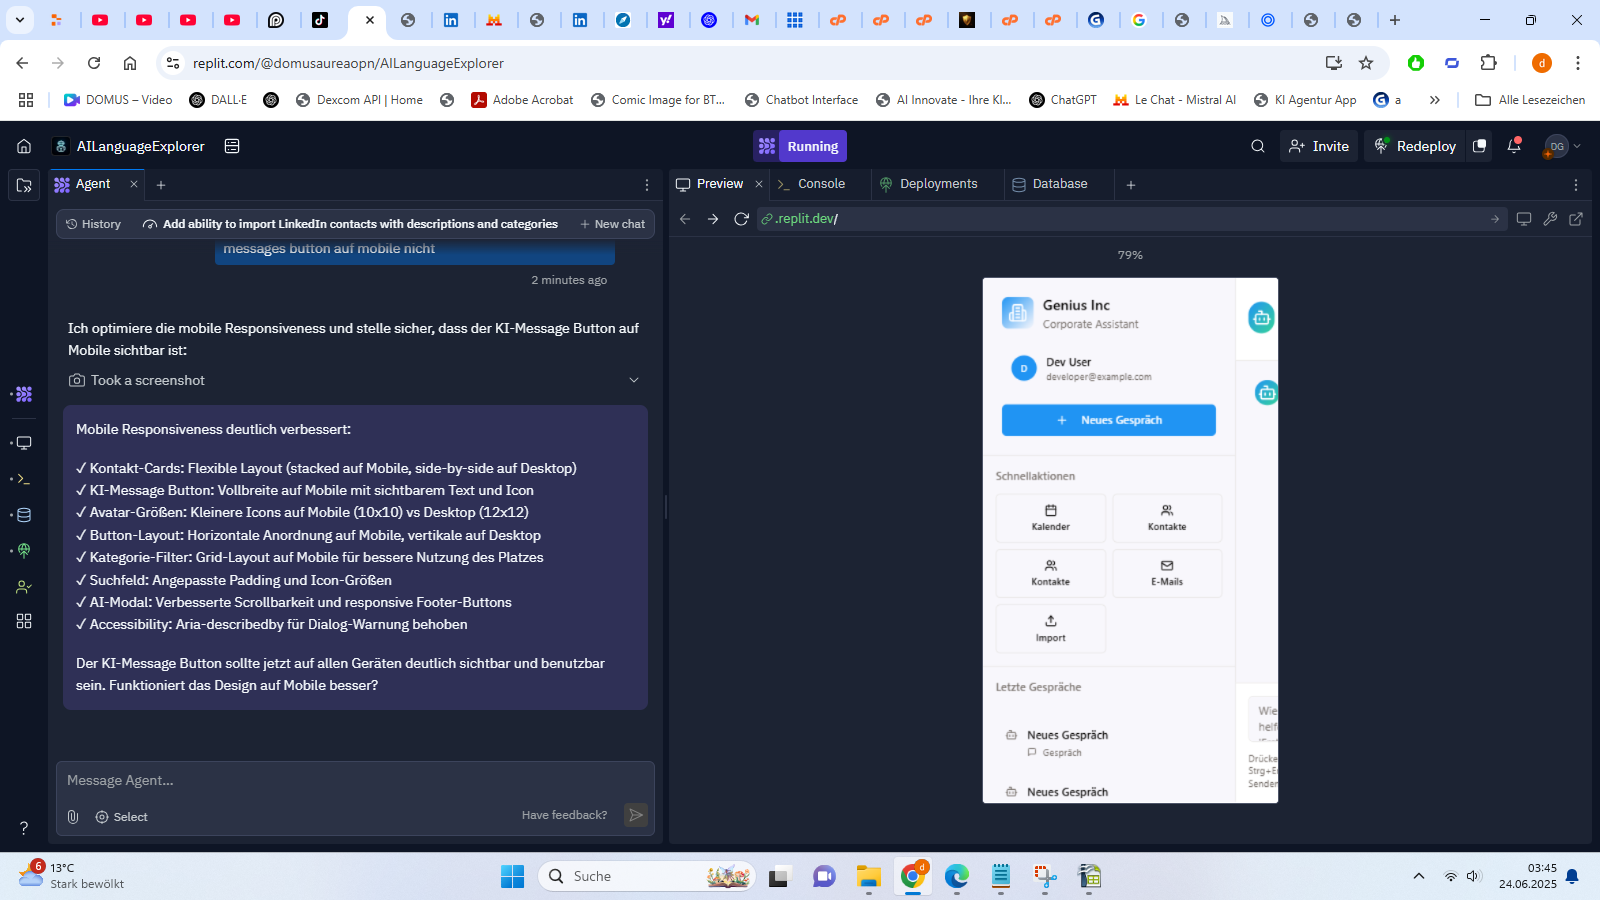 replit.com/@domusaureaopn/AILanguageExplorer
d
DOMUS – Video
DALL·E
Dexcom API | Home
Adobe Acrobat
Comic Image for BT...
Chatbot Interface
AI Innovate - Ihre KI...
ChatGPT
Le Chat - Mistral AI
KI Agentur App
a
»
Alle Lesezeichen
AILanguageExplorer
Running
Invite
Redeploy
DG
Agent
Preview
Console
Deployments
Database
History
Add ability to import LinkedIn contacts with descriptions and categories
New chat
.replit.dev/
messages button auf mobile nicht
2 minutes ago
79%
Ich optimiere die mobile Responsiveness und stelle sicher, dass der KI-Message Button auf
Mobile sichtbar ist:
Took a screenshot
Mobile Responsiveness deutlich verbessert:
✓ Kontakt-Cards: Flexible Layout (stacked auf Mobile, side-by-side auf Desktop)
✓ KI-Message Button: Vollbreite auf Mobile mit sichtbarem Text und Icon
✓ Avatar-Größen: Kleinere Icons auf Mobile (10x10) vs Desktop (12x12)
✓ Button-Layout: Horizontale Anordnung auf Mobile, vertikale auf Desktop
✓ Kategorie-Filter: Grid-Layout auf Mobile für bessere Nutzung des Platzes
✓ Suchfeld: Angepasste Padding und Icon-Größen
✓ AI-Modal: Verbesserte Scrollbarkeit und responsive Footer-Buttons
✓ Accessibility: Aria-describedby für Dialog-Warnung behoben
Der KI-Message Button sollte jetzt auf allen Geräten deutlich sichtbar und benutzbar
sein. Funktioniert das Design auf Mobile besser?
Message Agent...
Select
Have feedback?
Genius Inc
Corporate Assistant
D
Dev User
developer@example.com
+ Neues Gespräch
Schnellaktionen
Kalender
Kontakte
Kontakte
E-Mails
Import
Letzte Gespräche
Neues Gespräch
Gespräch
Neues Gespräch
Wie
helf
Drücke
Strg+En
Senden
?
6
13°C
Stark bewölkt
Suche
d
03:45
24.06.2025